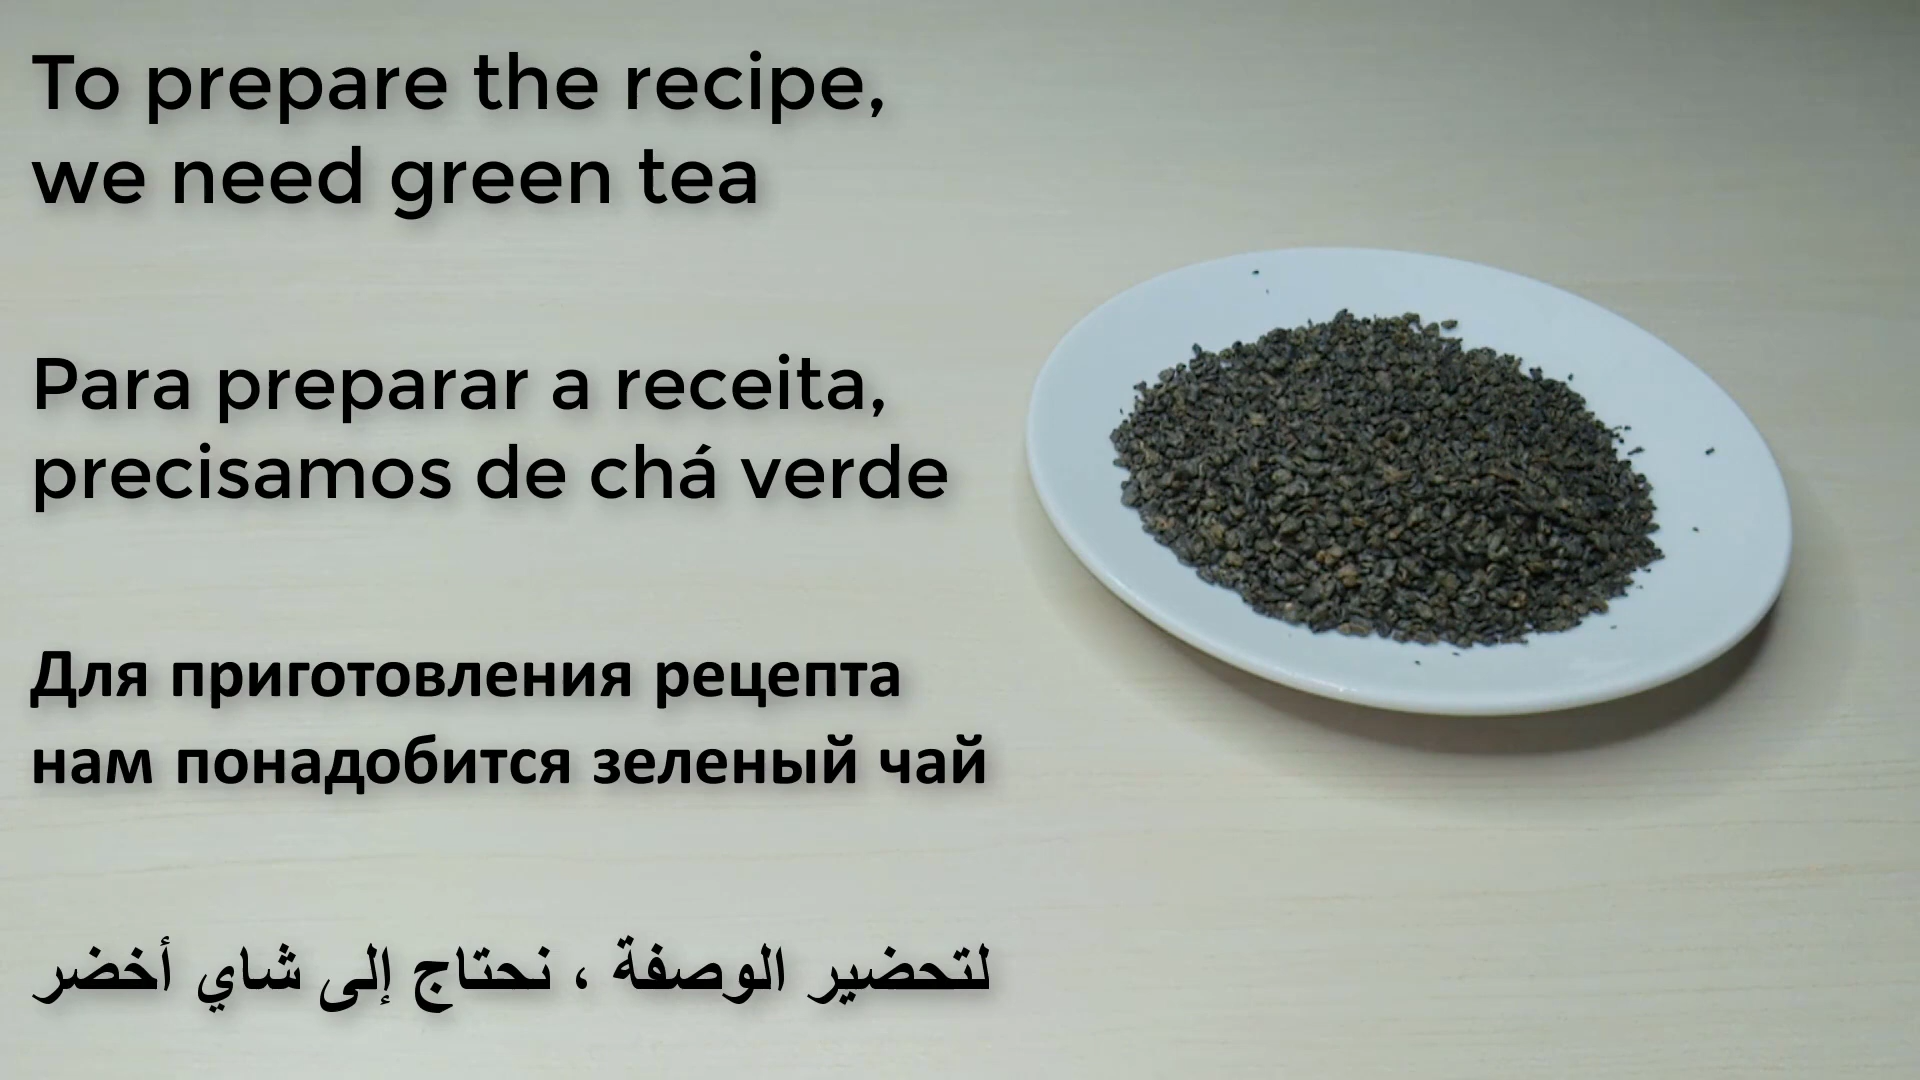 To prepare the recipe,
we need green tea
Para preparar a receita,
precisamos de chá verde
Для приготовления рецепта
нам понадобится зеленый чай
لتحضير الوصفة ، نحتاج إلى شاي أخضر